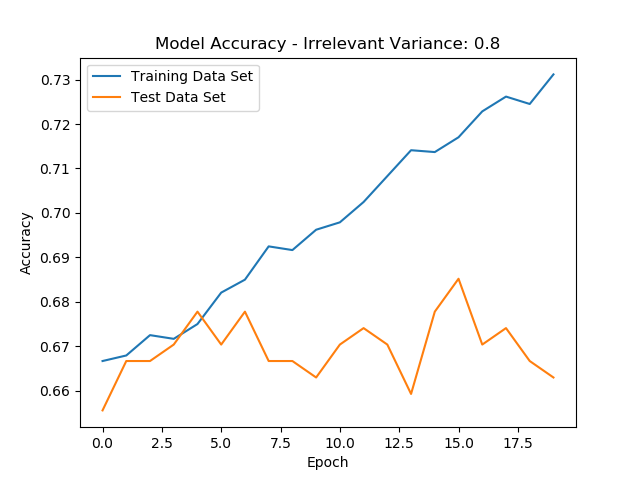 Model Accuracy - Irrelevant Variance: 0.8
Training Data Set
Test Data Set
0.73
0.72
0.71
0.70
0.69
0.68
0.67
0.66
Accuracy
0.0 2.5 5.0 7.5 10.0 12.5 15.0 17.5
Epoch